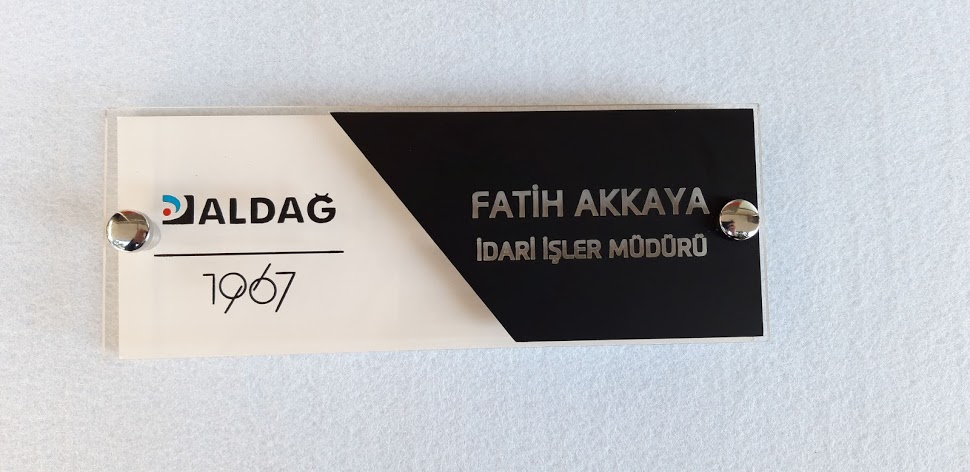 ALDAĞ
1967
FATİH AKKAYA
İDARİ İŞLER MÜDÜRÜ